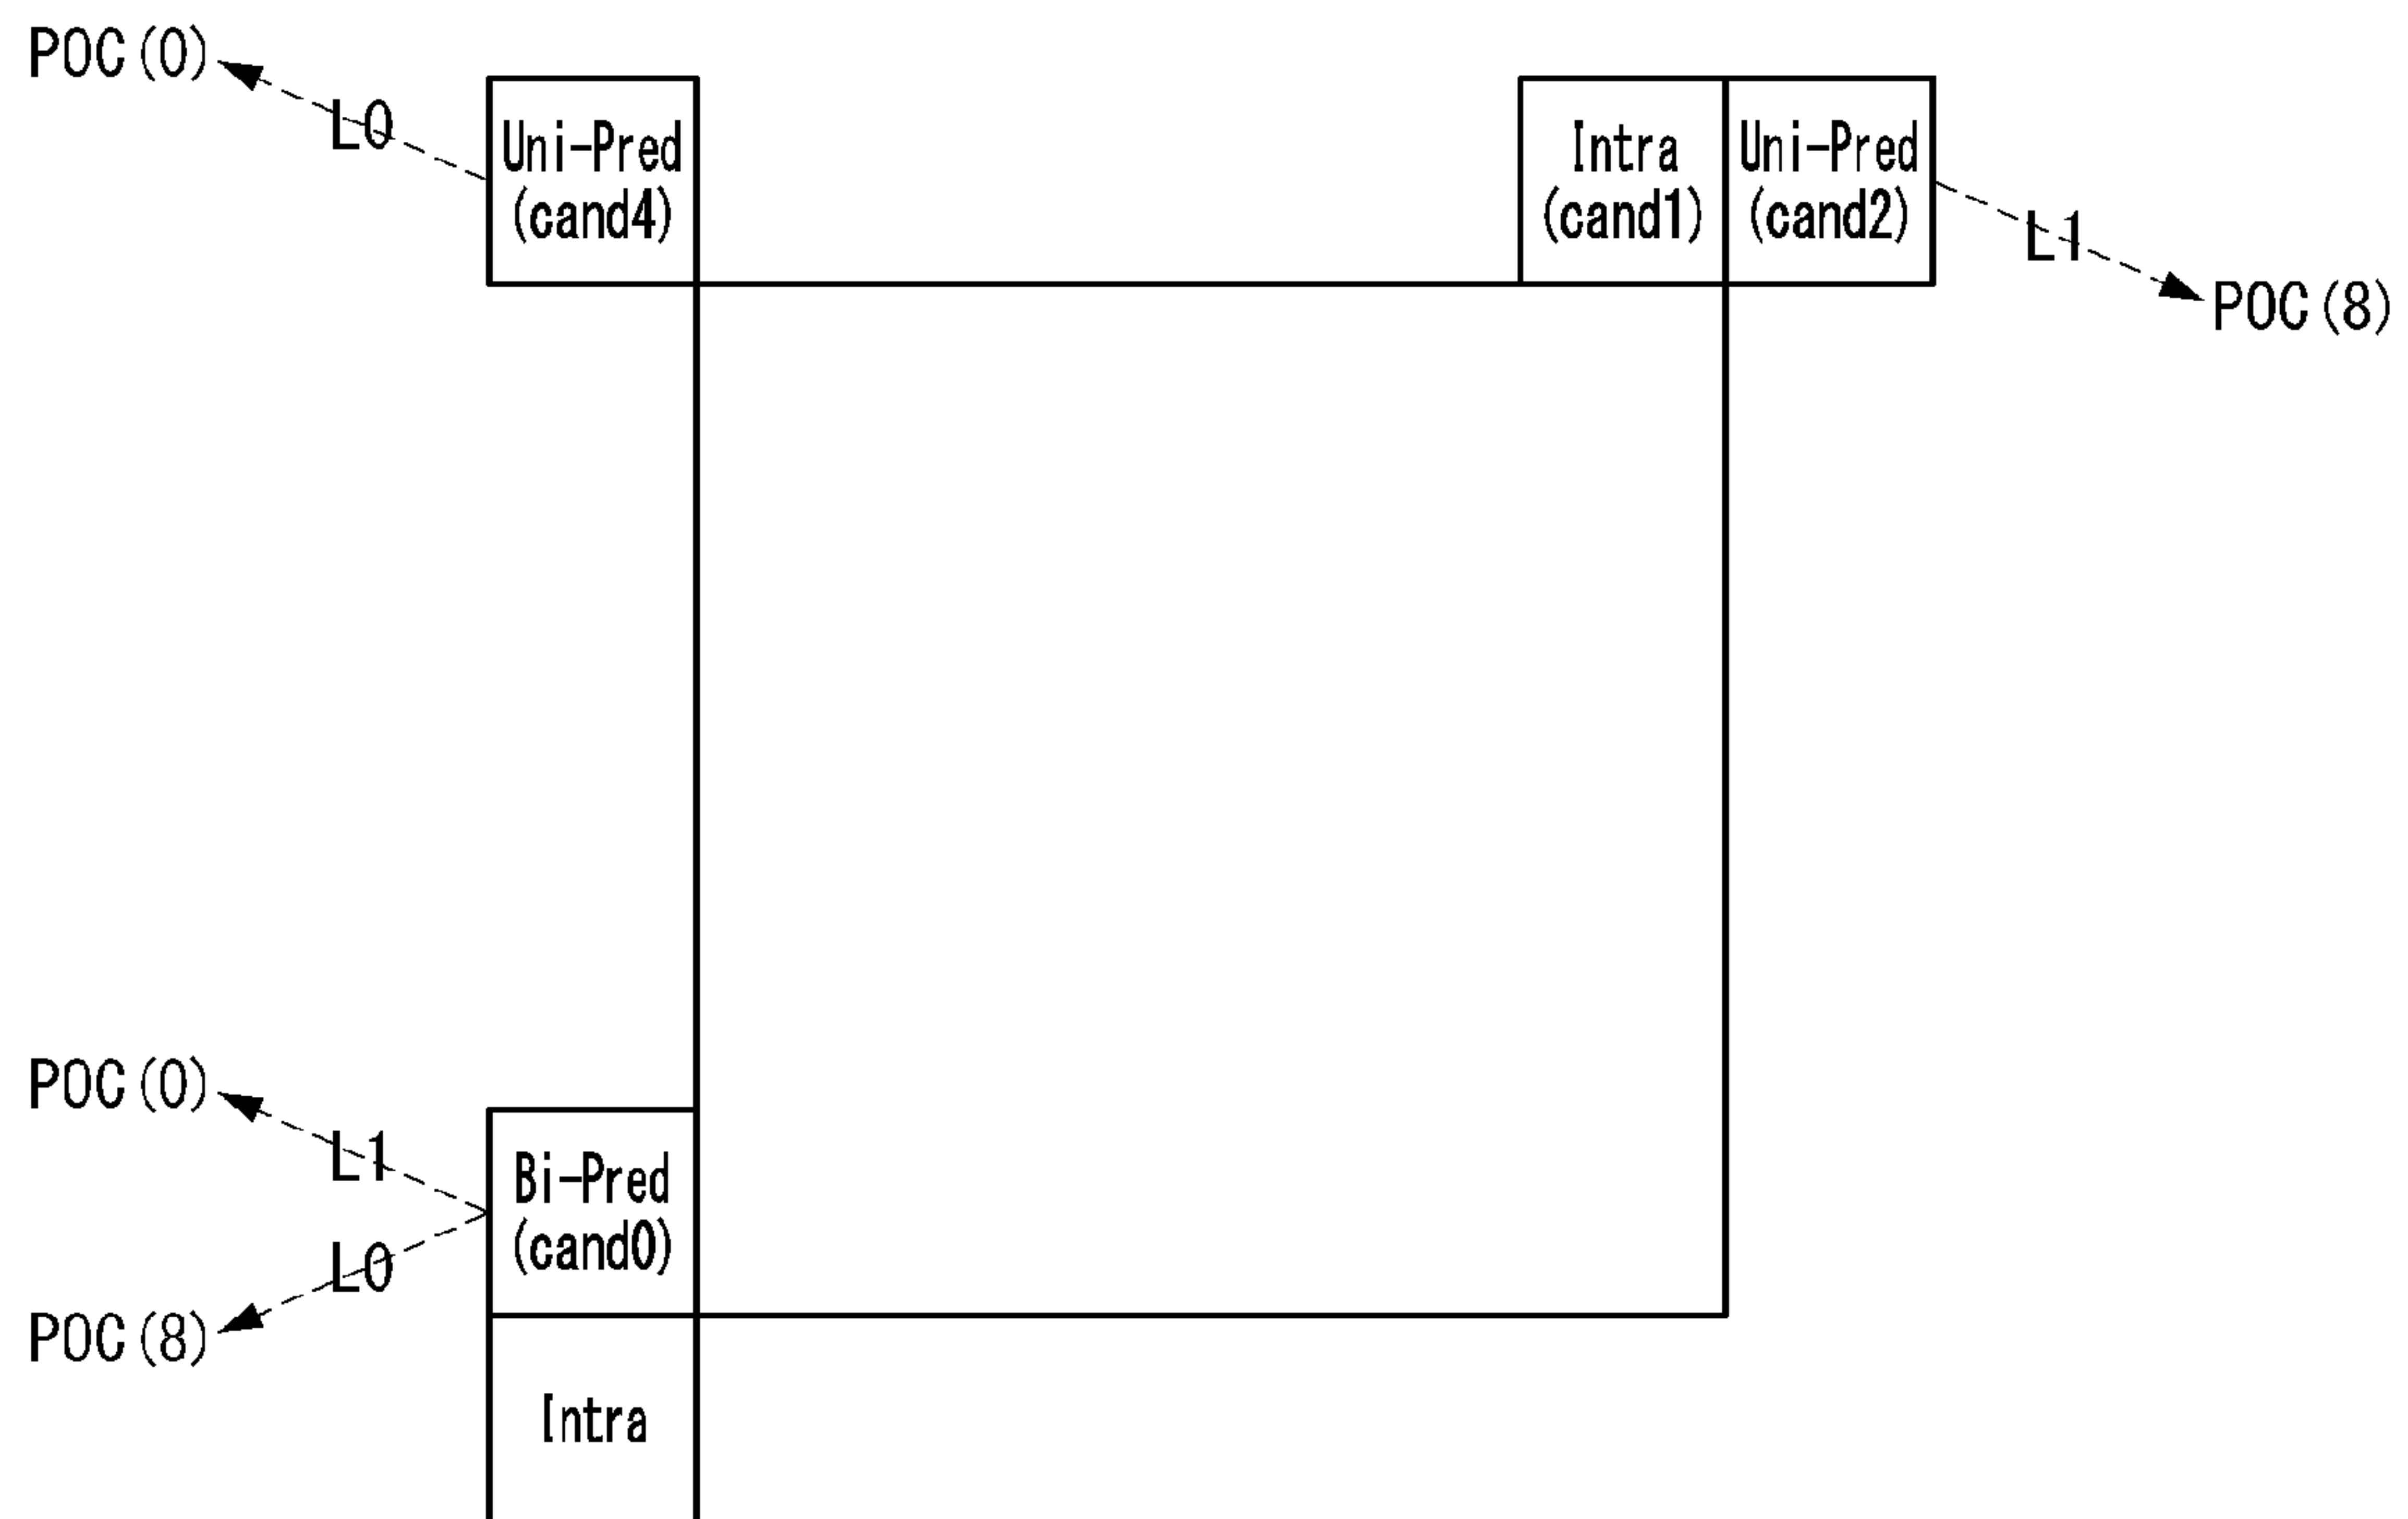 POC(0)
L0
Uni-Pred
(cand4)
Intra
(cand1)
Uni-Pred
(cand2)
L1
POC(8)
POC(0)
L1
Bi-Pred
(cand0)
L0
POC(8)
Intra